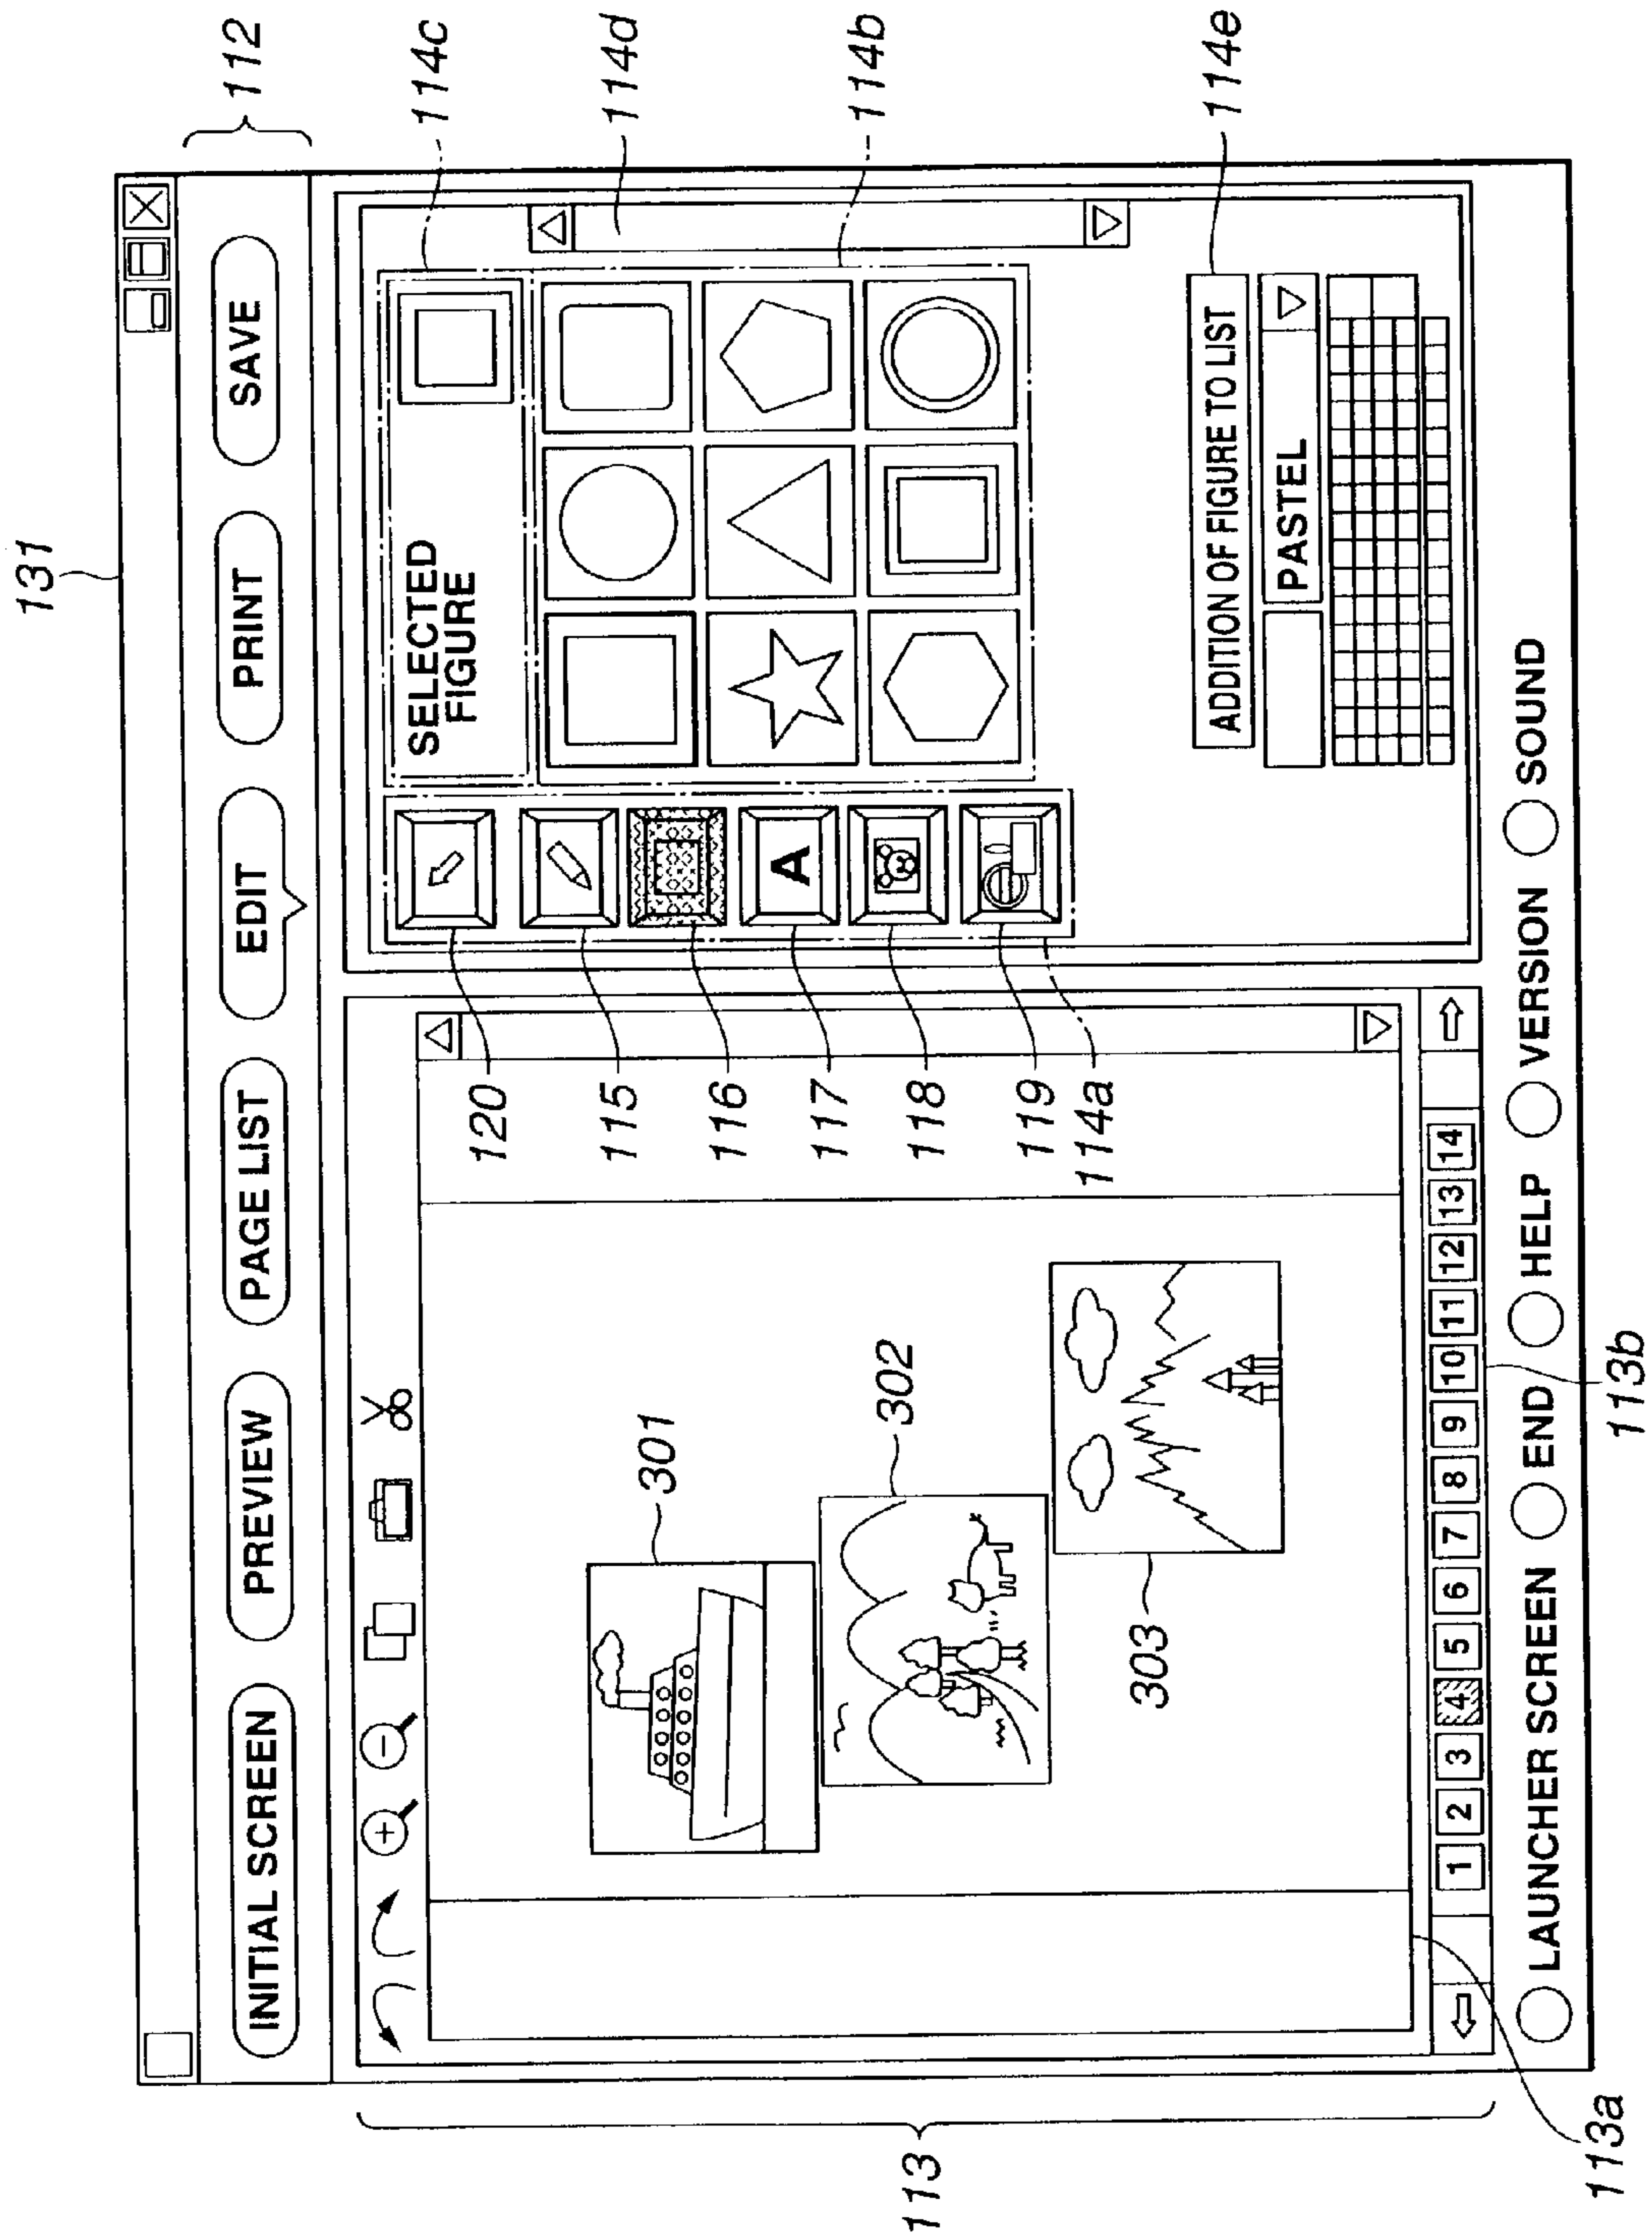 131
112
INITIAL SCREEN
PREVIEW
PAGE LIST
EDIT
PRINT
SAVE
114c
114d
114b
114e
SELECTED
FIGURE
A
120
115
116
117
118
119
114a
301
302
303
ADDITION OF FIGURE TO LIST
PASTEL
1 2 3 4 5 6 7 8 9 10 11 12 13 14
LAUNCHER SCREEN
END
HELP
VERSION
SOUND
113
113a
113b